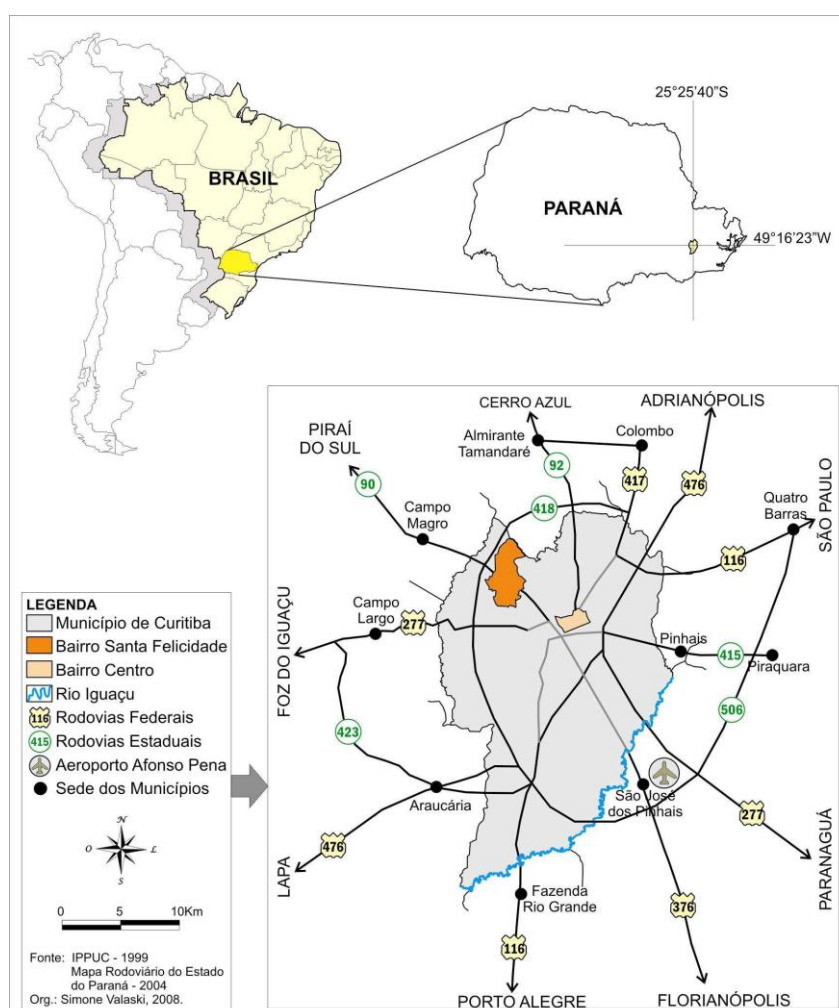 BRASIL
25°25'40"S
PARANÁ
49°16'23"W
CERRO AZUL
ADRIANÓPOLIS
PIRAÍ
DO SUL
Almirante
Tamandaré
Colombo
90
92
417
476
Quatro
Barras
SÃO PAULO
Campo
Magro
418
116
LEGENDA
Município de Curitiba
Bairro Santa Felicidade
Bairro Centro
Rio Iguaçu
116 Rodovias Federais
415 Rodovias Estaduais
Aeroporto Afonso Pena
Sede dos Municípios
N
O L
S
0 5 10Km
Fonte: IPPUC - 1999
Mapa Rodoviário do Estado
do Paraná - 2004
Org.: Simone Valaski, 2008.
Campo
Largo
277
FOZ DO IGUAÇU
Pinhais
415
Piraquara
423
506
Araucária
São José
dos Pinhais
277
PARANAGUÁ
476
LAPA
Fazenda
Rio Grande
376
116
PORTO ALEGRE
FLORIANÓPOLIS